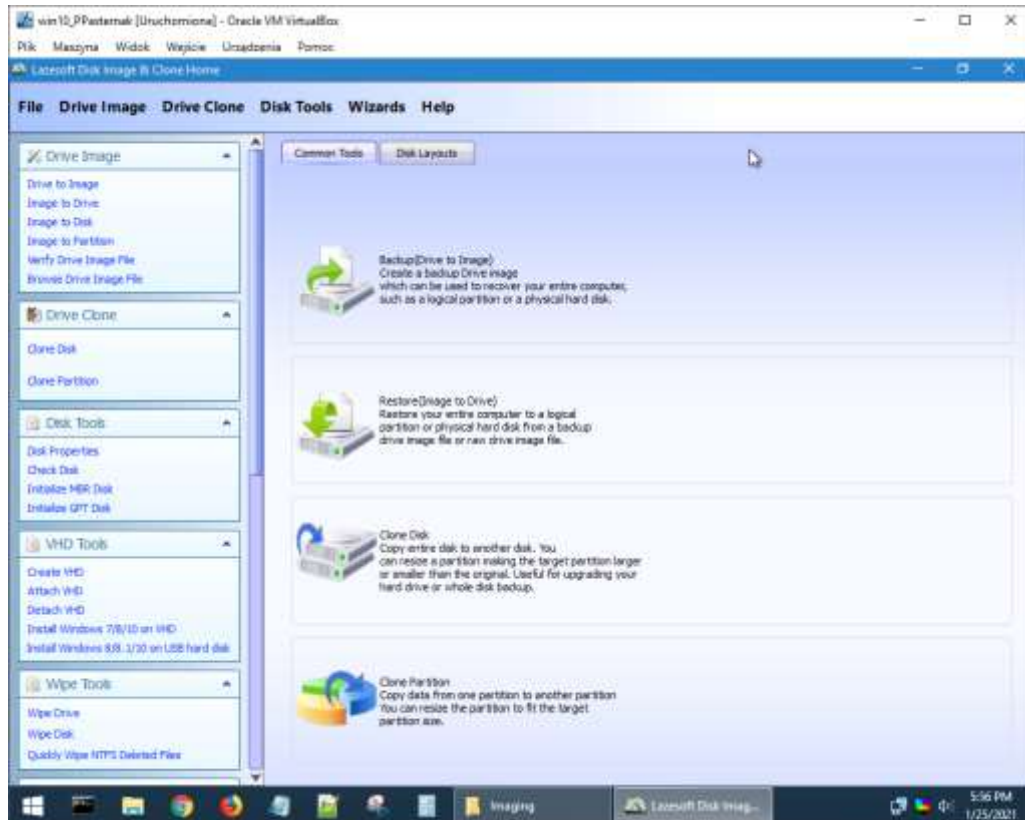 win10_PPasternak [Uruchomiona] - Oracle VM VirtualBox
Plik Maszyna Widok Wejście Urządzenia Pomoc
Lazesoft Disk Image & Clone Home
File Drive Image Drive Clone Disk Tools Wizards Help
Drive Image
Drive to Image
Image to Drive
Image to Disk
Image to Partition
Verify Drive Image File
Browse Drive Image File
Drive Clone
Clone Disk
Clone Partition
Disk Tools
Disk Properties
Check Disk
Initialize MBR Disk
Initialize GPT Disk
VHD Tools
Create VHD
Attach VHD
Detach VHD
Install Windows 7/8/10 on VHD
Install Windows 8/8.1/10 on USB hard disk
Wipe Tools
Wipe Drive
Wipe Disk
Quickly Wipe NTFS Deleted Files
Common Tools Disk Layouts
Backup(Drive to Image)
Create a backup Drive image
which can be used to recover your entire computer,
such as a logical partition or a physical hard disk.
Restore(Image to Drive)
Restore your entire computer to a logical
partition or physical hard disk from a backup
drive image file or raw drive image file.
Clone Disk
Copy entire disk to another disk. You
can resize a partition making the target partition larger
or smaller than the original. Useful for upgrading your
hard drive or whole disk backup.
Clone Partition
Copy data from one partition to another partition
You can resize the partition to fit the target
partition size.
Imaging
Lazesoft Disk Imag...
5:36 PM
1/25/2021